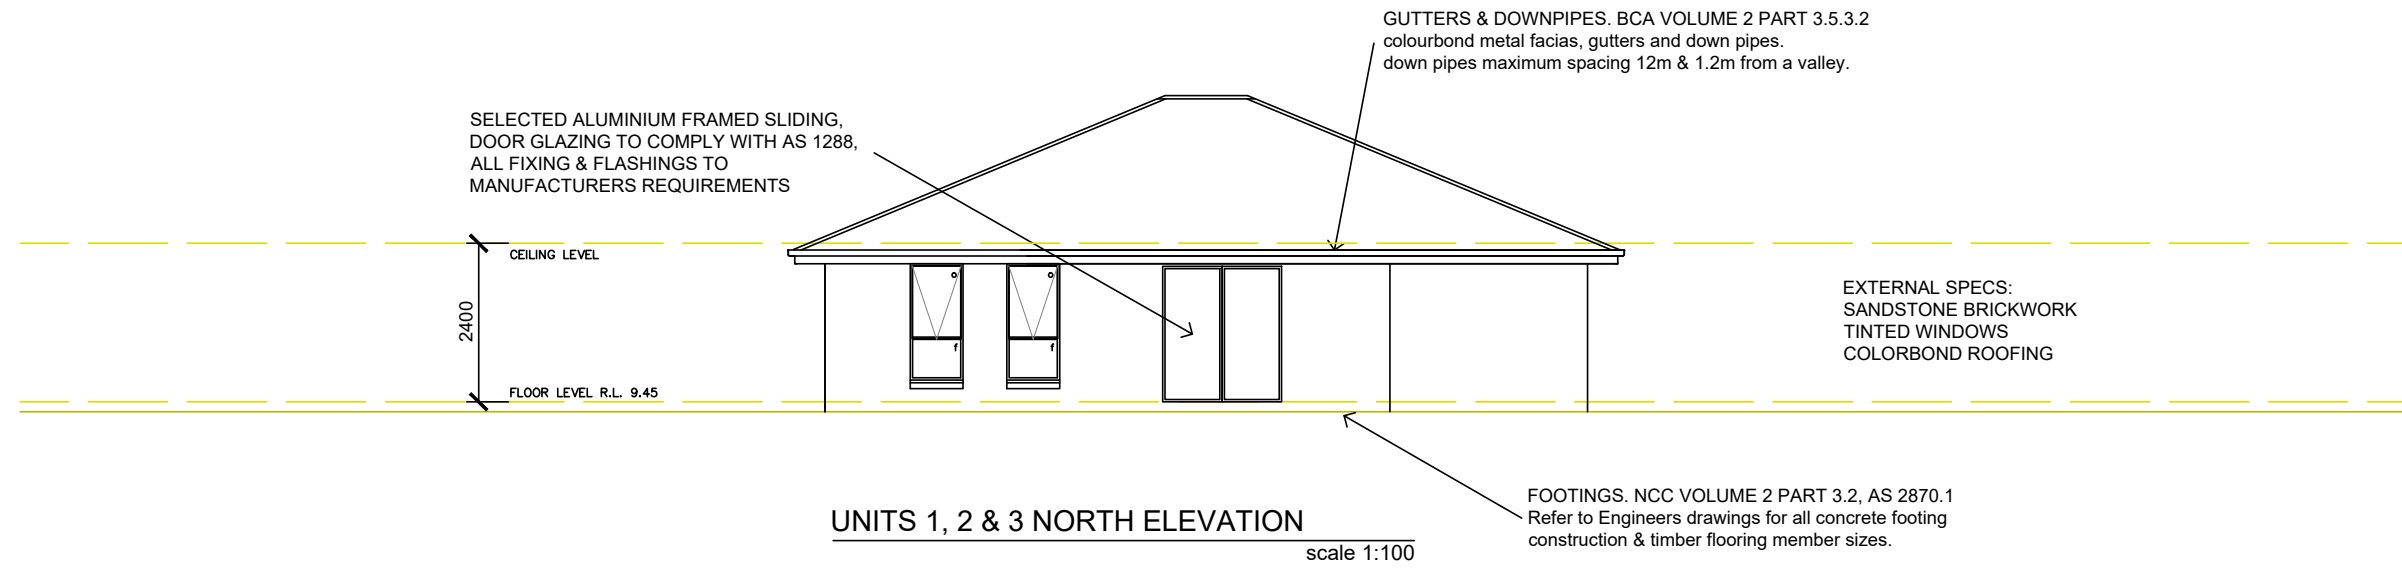 GUTTERS & DOWNPIPES. BCA VOLUME 2 PART 3.5.3.2
colourbond metal facias, gutters and down pipes.
down pipes maximum spacing 12m & 1.2m from a valley.
SELECTED ALUMINIUM FRAMED SLIDING,
DOOR GLAZING TO COMPLY WITH AS 1288,
ALL FIXING & FLASHINGS TO
MANUFACTURERS REQUIREMENTS
CEILING LEVEL
2400
FLOOR LEVEL R.L. 9.45
o
o
f
f
EXTERNAL SPECS:
SANDSTONE BRICKWORK
TINTED WINDOWS
COLORBOND ROOFING
FOOTINGS. NCC VOLUME 2 PART 3.2, AS 2870.1
Refer to Engineers drawings for all concrete footing
construction & timber flooring member sizes.
UNITS 1, 2 & 3 NORTH ELEVATION
scale 1:100